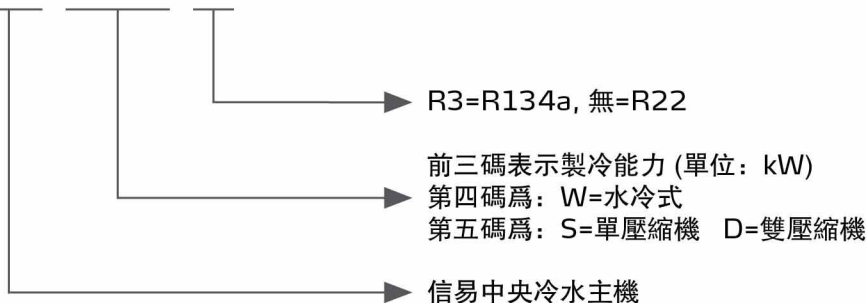 R3=R134a, 無=R22
前三碼表示製冷能力 (單位：kW)
第四碼爲：W=水冷式
第五碼爲：S=單壓縮機 D=雙壓縮機
信易中央冷水主機